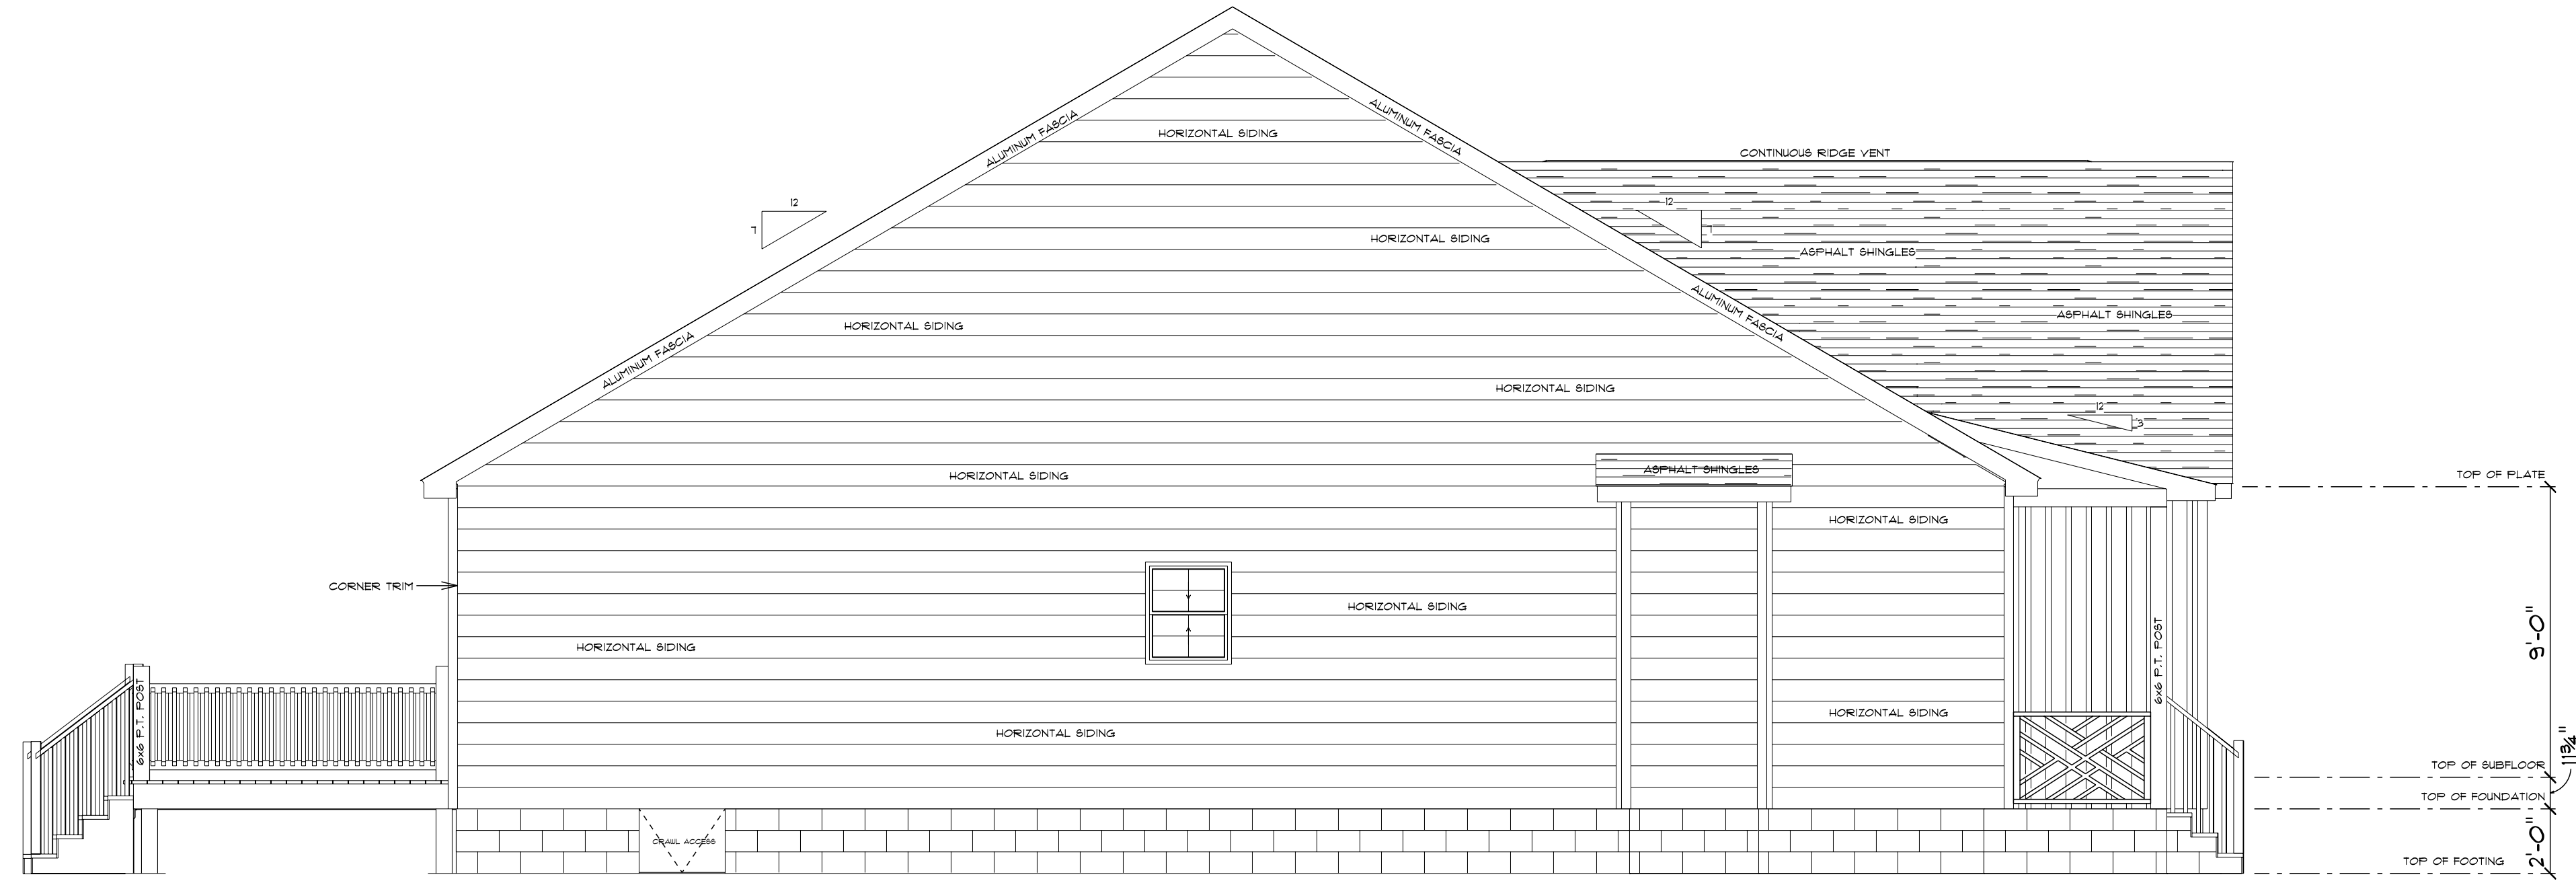 ALUMINUM FASCIA
ALUMINUM FASCIA
HORIZONTAL SIDING
CONTINUOUS RIDGE VENT
12
7
12
7
HORIZONTAL SIDING
ASPHALT SHINGLES
ALUMINUM FASCIA
ASPHALT SHINGLES
HORIZONTAL SIDING
ALUMINUM FASCIA
HORIZONTAL SIDING
12
3
HORIZONTAL SIDING
ASPHALT SHINGLES
TOP OF PLATE
HORIZONTAL SIDING
CORNER TRIM
HORIZONTAL SIDING
9'-0"
HORIZONTAL SIDING
6x6 P.T. POST
6x6 P.T. POST
HORIZONTAL SIDING
HORIZONTAL SIDING
11 3/4"
TOP OF SUBFLOOR
TOP OF FOUNDATION
CRAWL ACCESS
2'-0"
TOP OF FOOTING